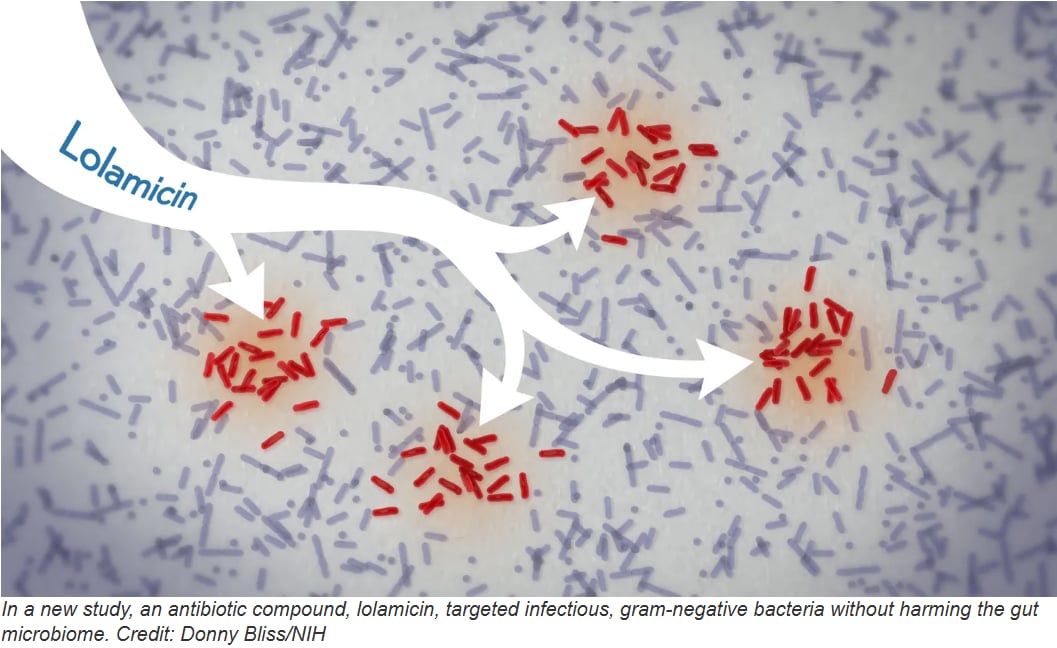 Lolamicin
In a new study, an antibiotic compound, lolamicin, targeted infectious, gram-negative bacteria without harming the gut
microbiome. Credit: Donny Bliss/NIH